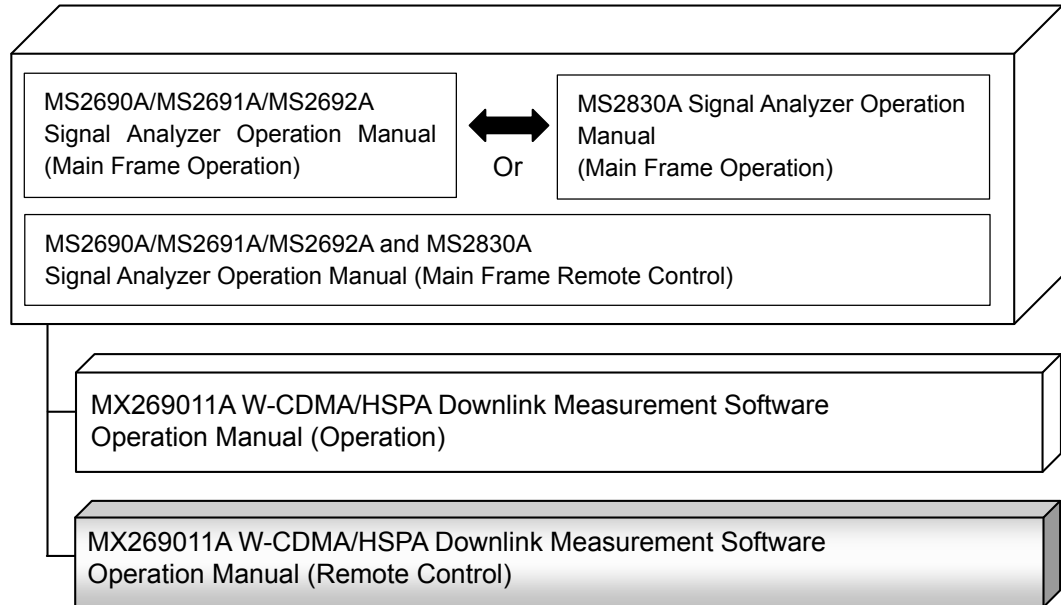 MS2690A/MS2691A/MS2692A
Signal Analyzer Operation Manual
(Main Frame Operation)
Or
MS2830A Signal Analyzer Operation
Manual
(Main Frame Operation)
MS2690A/MS2691A/MS2692A and MS2830A
Signal Analyzer Operation Manual (Main Frame Remote Control)
MX269011A W-CDMA/HSPA Downlink Measurement Software
Operation Manual (Operation)
MX269011A W-CDMA/HSPA Downlink Measurement Software
Operation Manual (Remote Control)